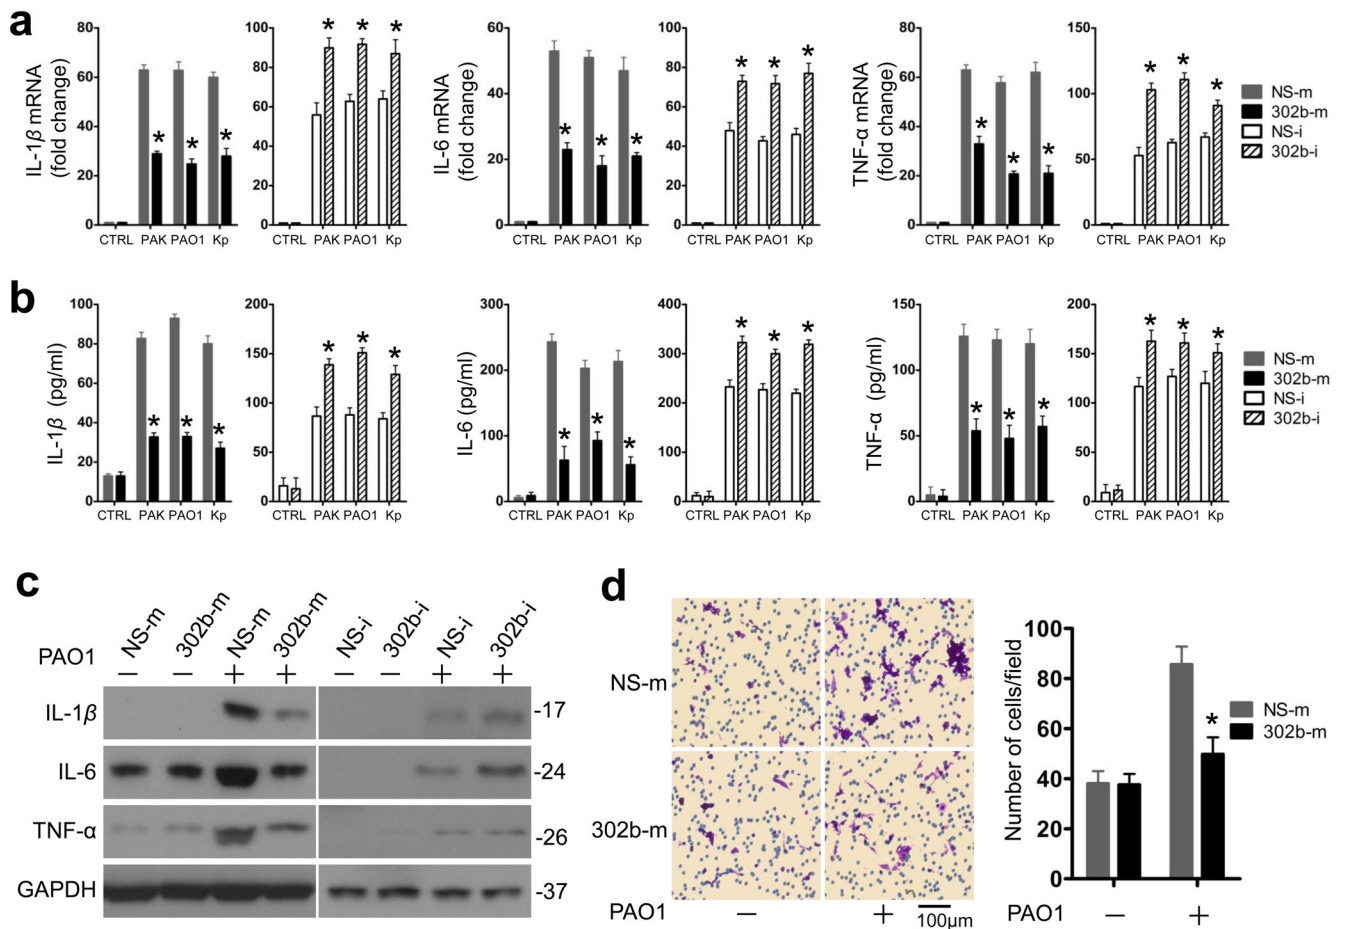 a
IL-1β mRNA
(fold change)
80
60
40
20
0
CTRL PAK PAO1 Kp
100
80
60
40
20
0
CTRL PAK PAO1 Kp
IL-6 mRNA
(fold change)
60
40
20
0
CTRL PAK PAO1 Kp
100
80
60
40
20
0
CTRL PAK PAO1 Kp
TNF-α mRNA
(fold change)
80
60
40
20
0
CTRL PAK PAO1 Kp
150
100
50
0
CTRL PAK PAO1 Kp
NS-m
302b-m
NS-i
302b-i
b
IL-1β (pg/ml)
100
80
60
40
20
0
CTRL PAK PAO1 Kp
200
150
100
50
0
CTRL PAK PAO1 Kp
IL-6 (pg/ml)
300
200
100
0
CTRL PAK PAO1 Kp
400
300
200
100
0
CTRL PAK PAO1 Kp
TNF-α (pg/ml)
150
100
50
0
CTRL PAK PAO1 Kp
200
150
100
50
0
CTRL PAK PAO1 Kp
NS-m
302b-m
NS-i
302b-i
c
NS-m 302b-m NS-m 302b-m NS-i 302b-i NS-i 302b-i
PAO1 – – + + – – + +
IL-1β -17
IL-6 -24
TNF-α -26
GAPDH -37
d
NS-m
302b-m
PAO1 – +
100μm
Number of cells/field
100
80
60
40
20
0
NS-m
302b-m
PAO1 – +